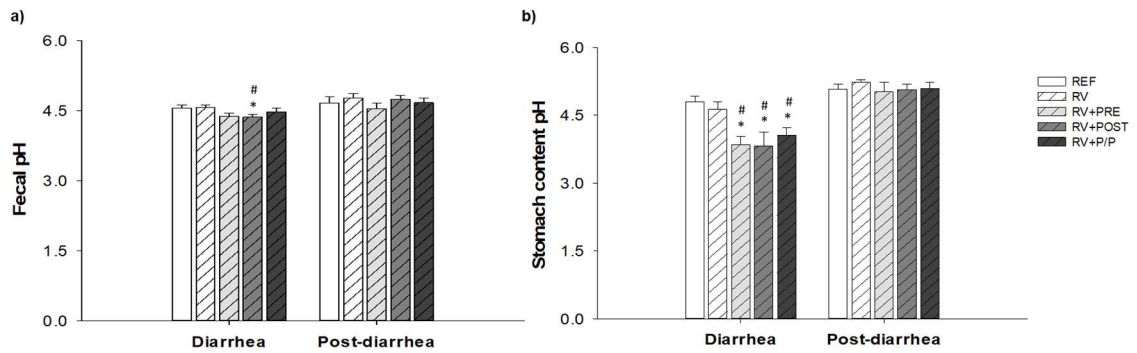 a)
Fecal pH
6.0
4.5
3.0
1.5
0.0
#
*
Diarrhea
Post-diarrhea
b)
Stomach content pH
6.0
4.5
3.0
1.5
0.0
# # #
* * *
Diarrhea
Post-diarrhea
REF
RV
RV+PRE
RV+POST
RV+P/P